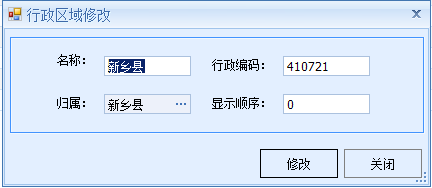 行政区域修改
名称: 新乡县 行政编码: 410721
归属: 新乡县 ... 显示顺序: 0
修改 关闭